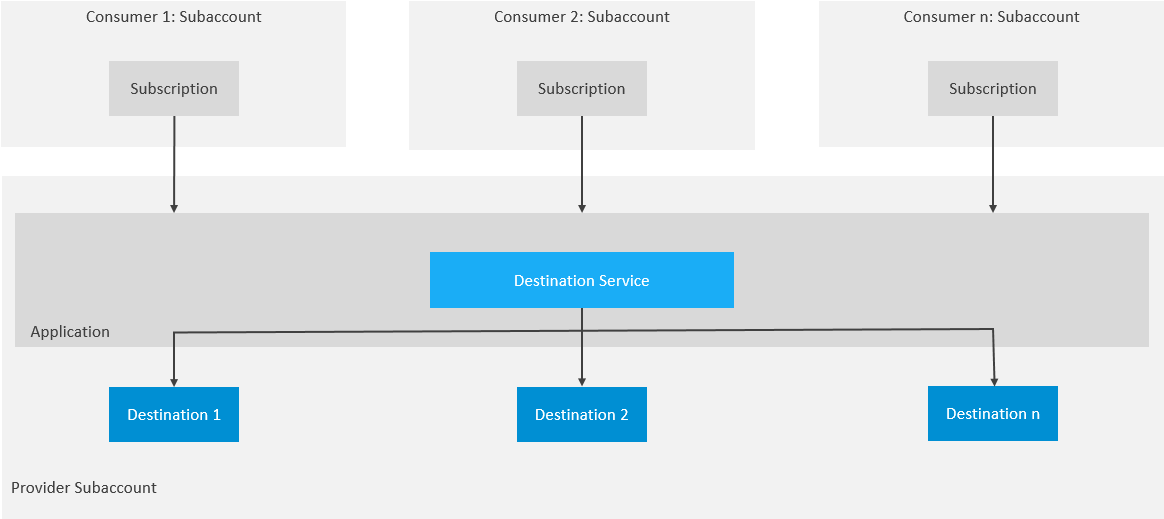 Consumer 1: Subaccount
Consumer 2: Subaccount
Consumer n: Subaccount
Subscription
Subscription
Subscription
Destination Service
Application
Destination 1
Destination 2
Destination n
Provider Subaccount